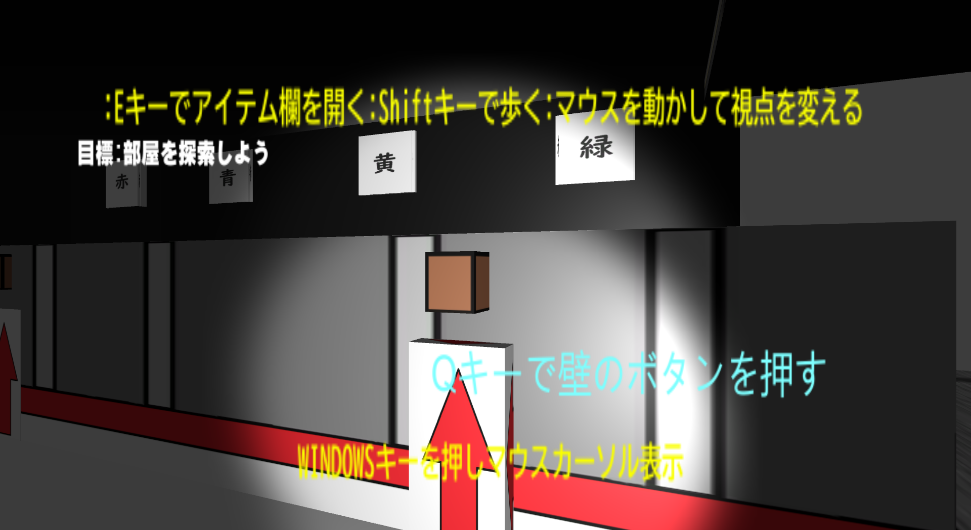 :Eキーでアイテム欄を開く:Shiftキーで歩く:マウスを動かして視点を変える
目標:部屋を探索しよう
赤
青
黄
緑
Qキーで壁のボタンを押す
WINDOWSキーを押しマウスカーソル表示